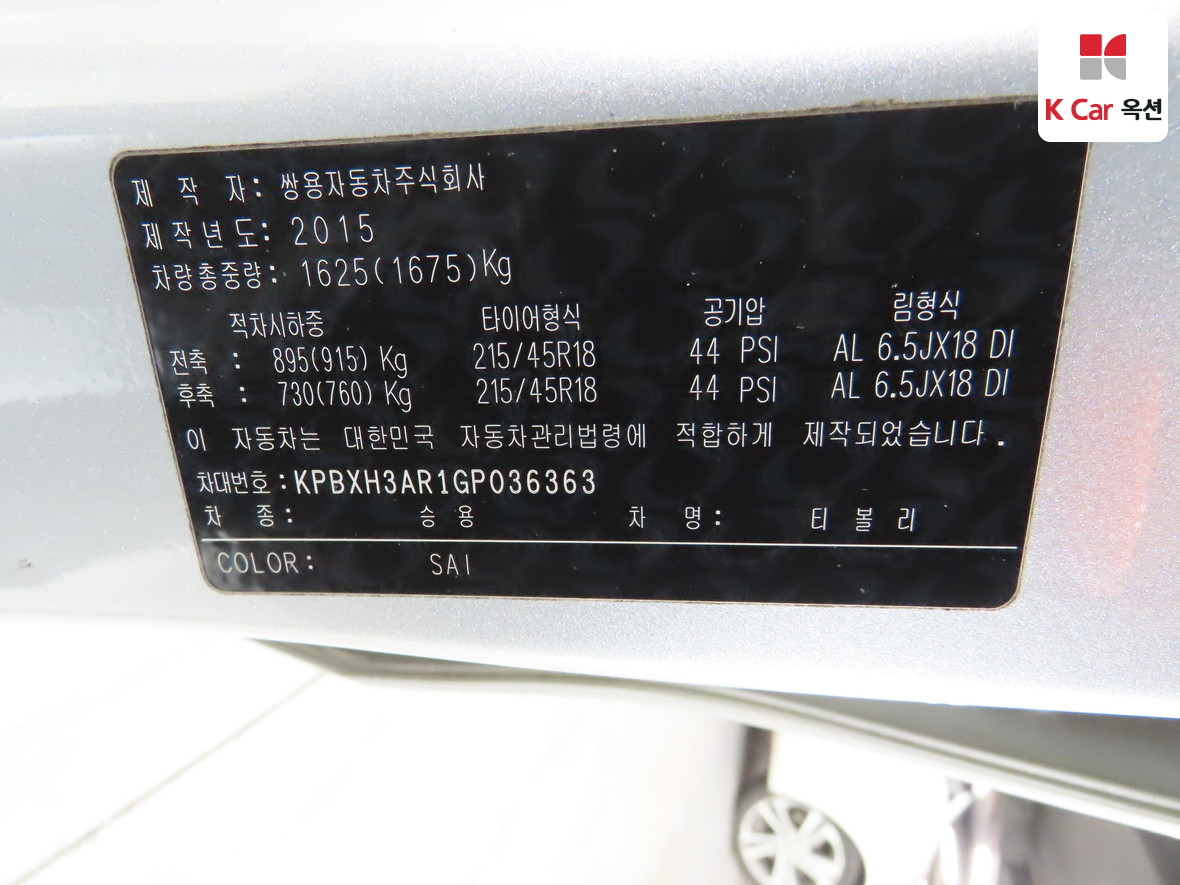 K Car 옥션
제 작 자: 쌍용자동차주식회사
제작년도: 2015
차량총중량: 1625(1675)Kg
적차시하중 타이어형식 공기압 림형식
전축 : 895(915) Kg 215/45R18 44 PSI AL 6.5JX18 DI
후축 : 730(760) Kg 215/45R18 44 PSI AL 6.5JX18 DI
이 자동차는 대한민국 자동차관리법령에 적합하게 제작되었습니다.
차대번호:KPBXH3AR1GP036363
차 종: 승 용 차 명: 티 볼 리
COLOR: SAI